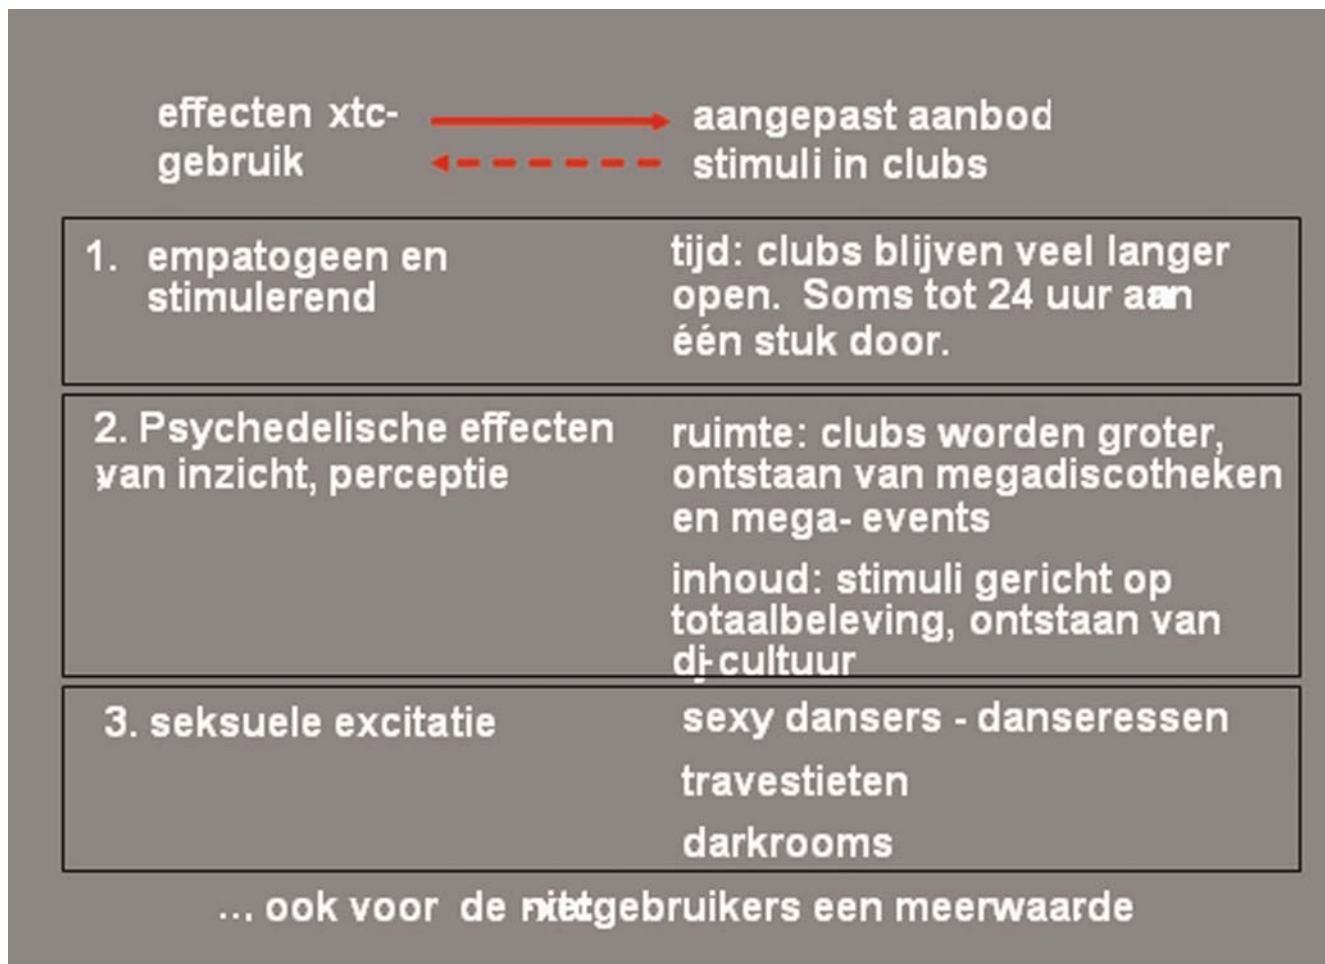 effecten xtc-
gebruik
aangepast aanbod
stimuli in clubs
1. empatogeen en
stimulerend
tijd: clubs blijven veel langer
open. Soms tot 24 uur aan
één stuk door.
2. Psychedelische effecten
van inzicht, perceptie
ruimte: clubs worden groter,
ontstaan van megadiscotheken
en mega- events
inhoud: stimuli gericht op
totaalbeleving, ontstaan van
dj-cultuur
3. seksuele excitatie
sexy dansers - danseressen
travestieten
darkrooms
... ook voor de gebruikers een meerwaarde